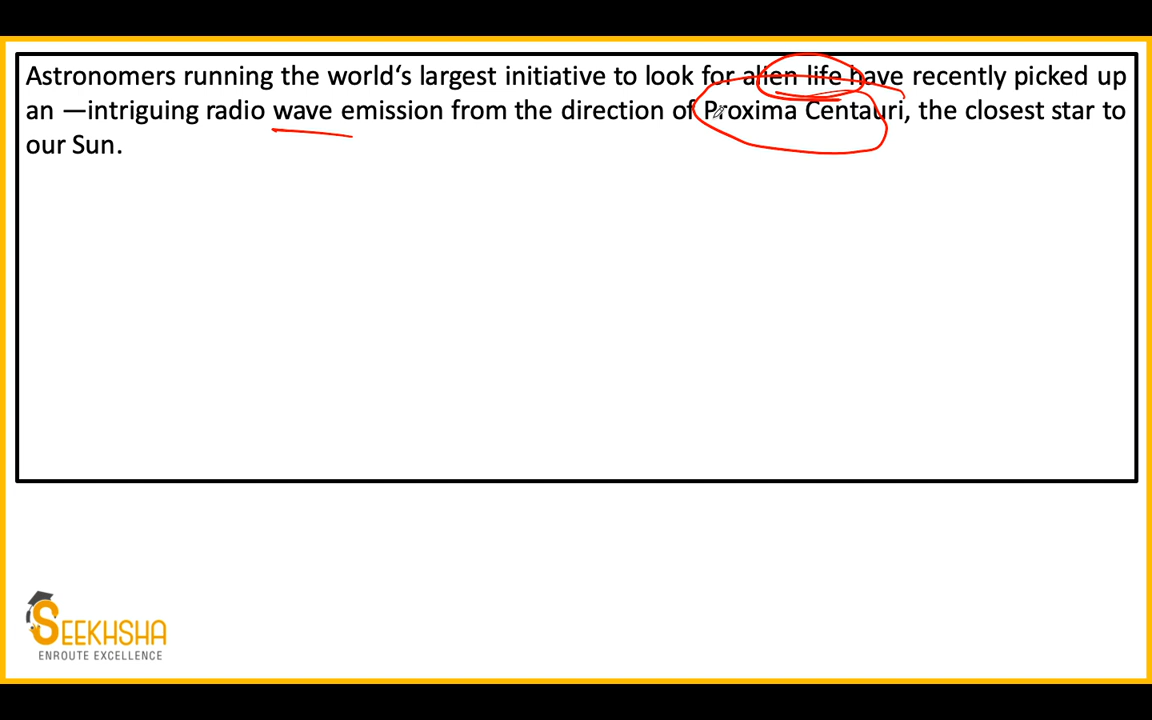 Astronomers running the world‘s largest initiative to look for alien life have recently picked up
an —intriguing radio wave emission from the direction of Proxima Centauri, the closest star to
our Sun.
SEEKHSHA
ENROUTE EXCELLENCE